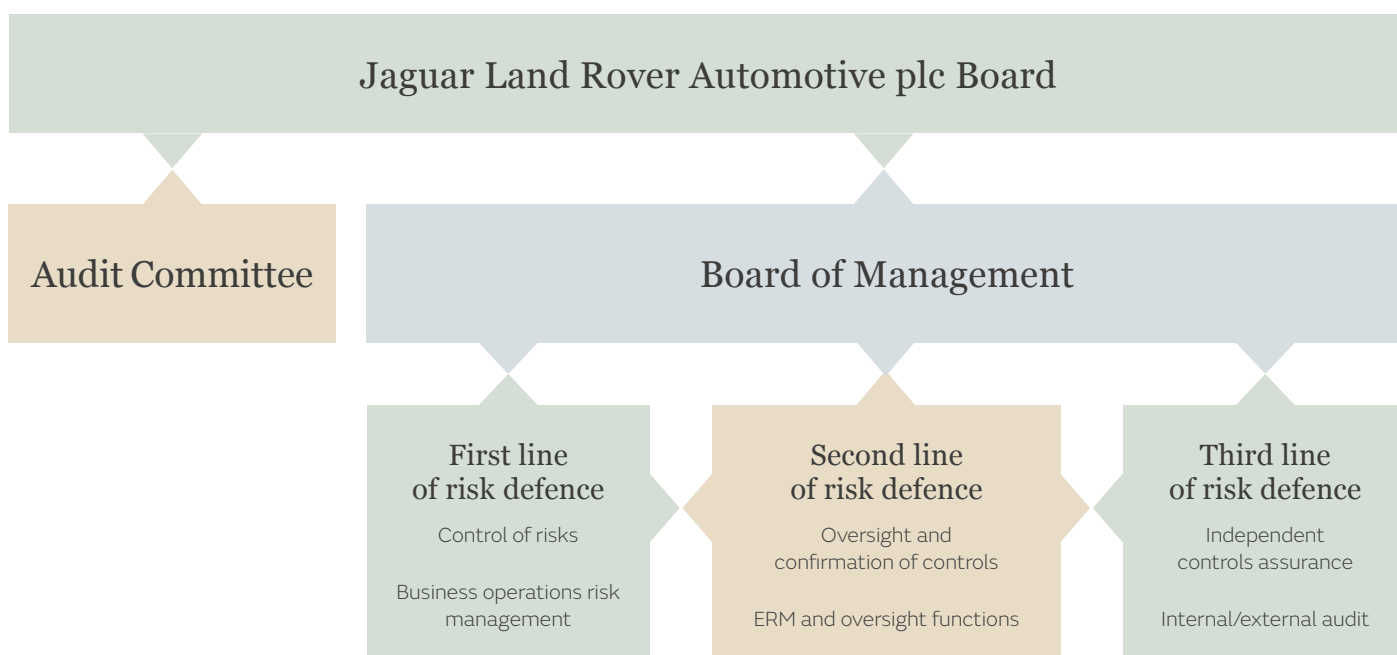 Jaguar Land Rover Automotive plc Board
Audit Committee
Board of Management
First line
of risk defence
Control of risks
Business operations risk
management
Second line
of risk defence
Oversight and
confirmation of controls
ERM and oversight functions
Third line
of risk defence
Independent
controls assurance
Internal/external audit